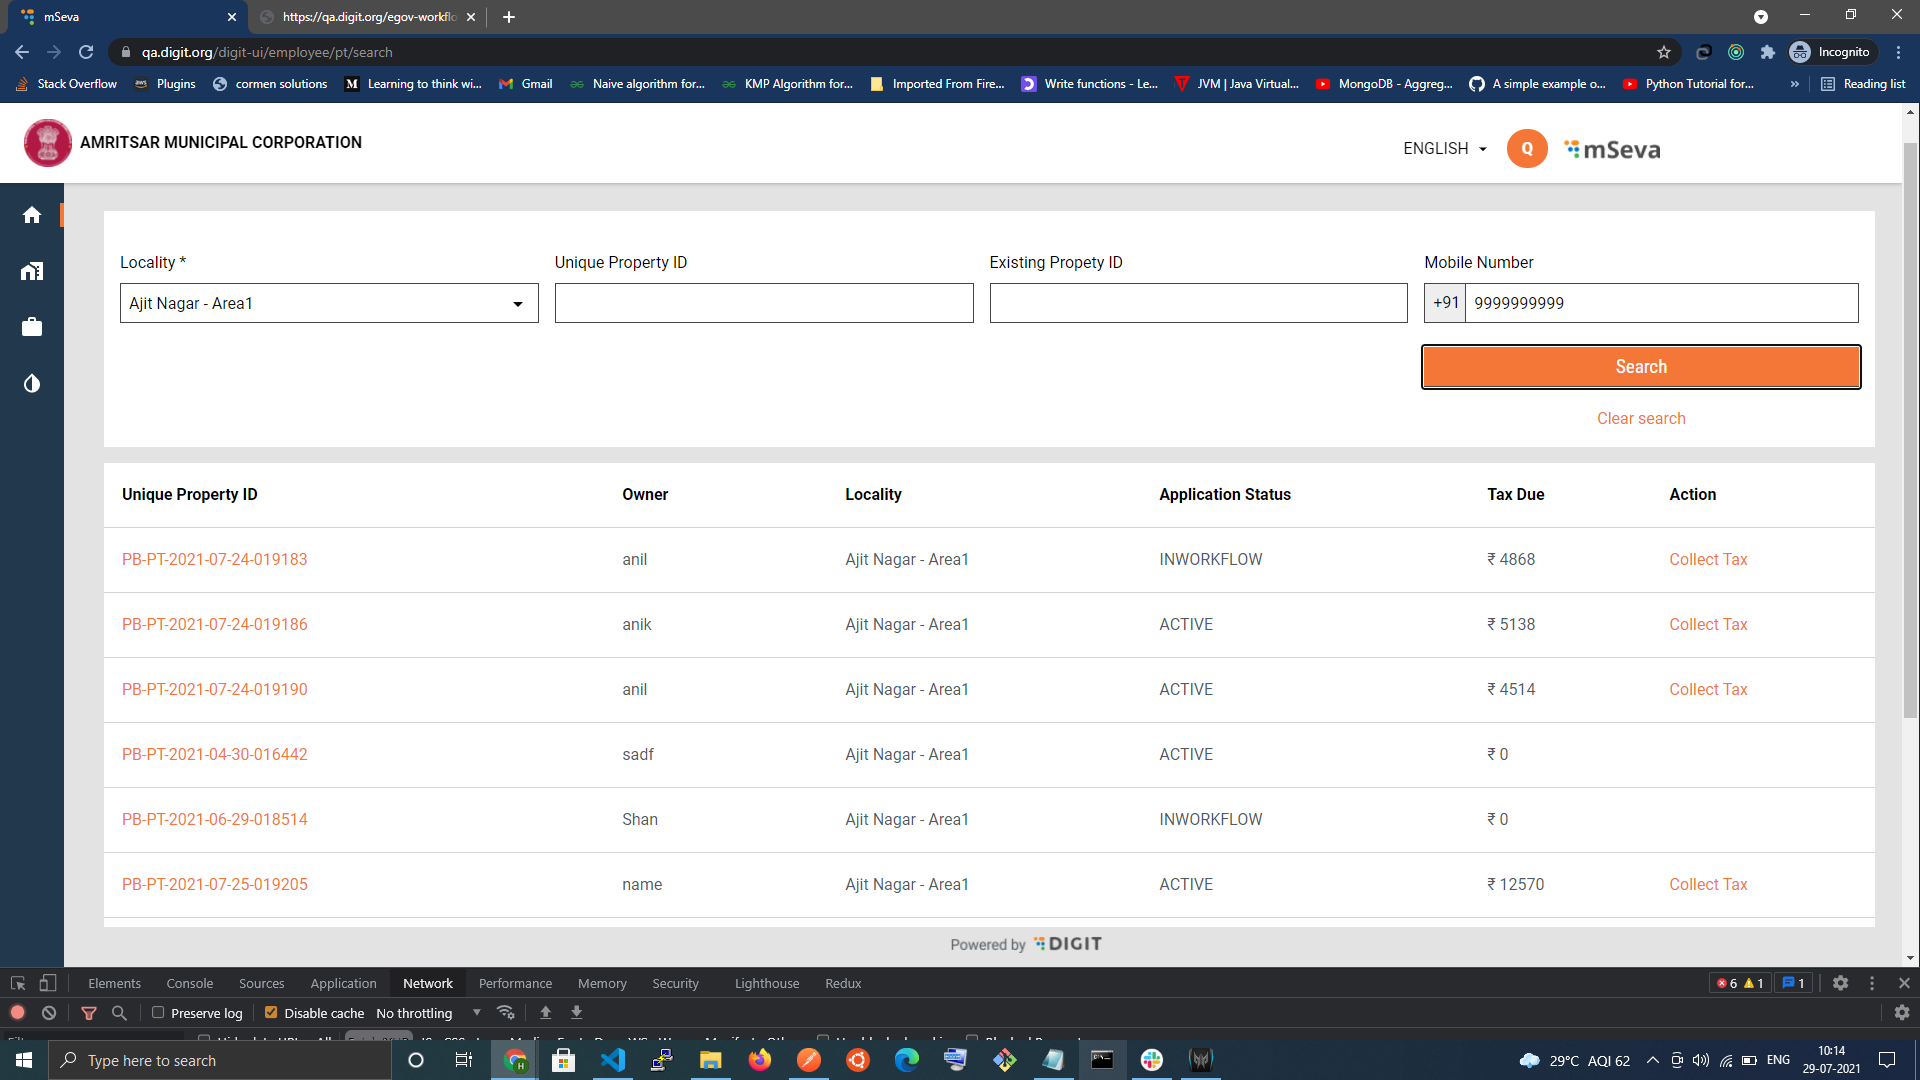 mSeva
https://qa.digit.org/egov-workflo
qa.digit.org/digit-ui/employee/pt/search
Incognito
Stack Overflow
Plugins
cormen solutions
Learning to think wi...
Gmail
Naive algorithm for...
KMP Algorithm for...
Imported From Fire...
Write functions - Le...
JVM | Java Virtual...
MongoDB - Aggreg...
A simple example o...
Python Tutorial for...
»
Reading list
AMRITSAR MUNICIPAL CORPORATION
ENGLISH
Q
mSeva
Locality *
Unique Property ID
Existing Propety ID
Mobile Number
Ajit Nagar - Area1
+91
9999999999
Search
Clear search
Unique Property ID Owner Locality Application Status Tax Due Action
PB-PT-2021-07-24-019183 anil Ajit Nagar - Area1 INWORKFLOW ₹ 4868 Collect Tax
PB-PT-2021-07-24-019186 anik Ajit Nagar - Area1 ACTIVE ₹ 5138 Collect Tax
PB-PT-2021-07-24-019190 anil Ajit Nagar - Area1 ACTIVE ₹ 4514 Collect Tax
PB-PT-2021-04-30-016442 sadf Ajit Nagar - Area1 ACTIVE ₹ 0
PB-PT-2021-06-29-018514 Shan Ajit Nagar - Area1 INWORKFLOW ₹ 0
PB-PT-2021-07-25-019205 name Ajit Nagar - Area1 ACTIVE ₹ 12570 Collect Tax
Powered by DIGIT
Elements Console Sources Application Network Performance Memory Security Lighthouse Redux
6 1 1
Preserve log Disable cache No throttling
Type here to search
29°C AQI 62
ENG
10:14
29-07-2021